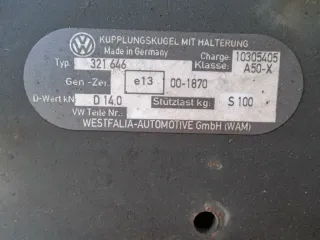 KUPPLUNGSKUGEL MIT HALTERUNG
Made in Germany Charge: 10305405
Typ: 321 646 Klasse: A50-X
Gen.-Zei. e13 00-1870
D-Wert kN D 14,0 Stützlast kg: S 100
VW Teile Nr.:
WESTFALIA-AUTOMOTIVE GmbH (WAM)